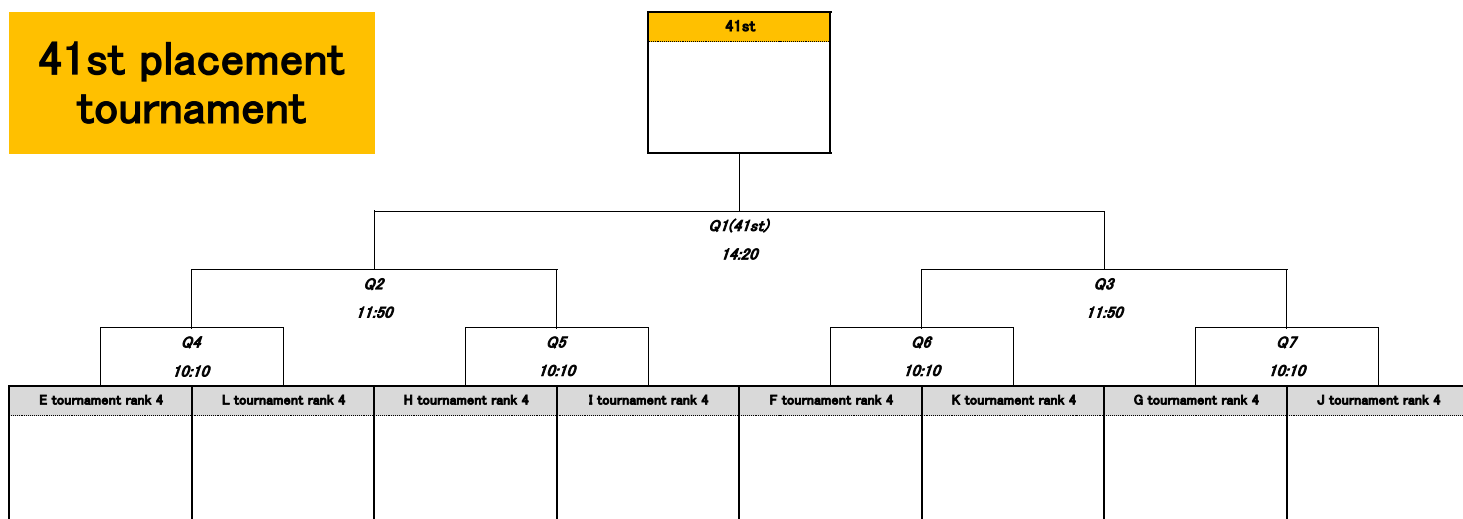 41st placement
tournament
41st
Q1(41st)
14:20
Q2
Q3
11:50
11:50
Q4
Q5
Q6
Q7
10:10
10:10
10:10
10:10
E tournament rank 4
L tournament rank 4
H tournament rank 4
I tournament rank 4
F tournament rank 4
K tournament rank 4
G tournament rank 4
J tournament rank 4